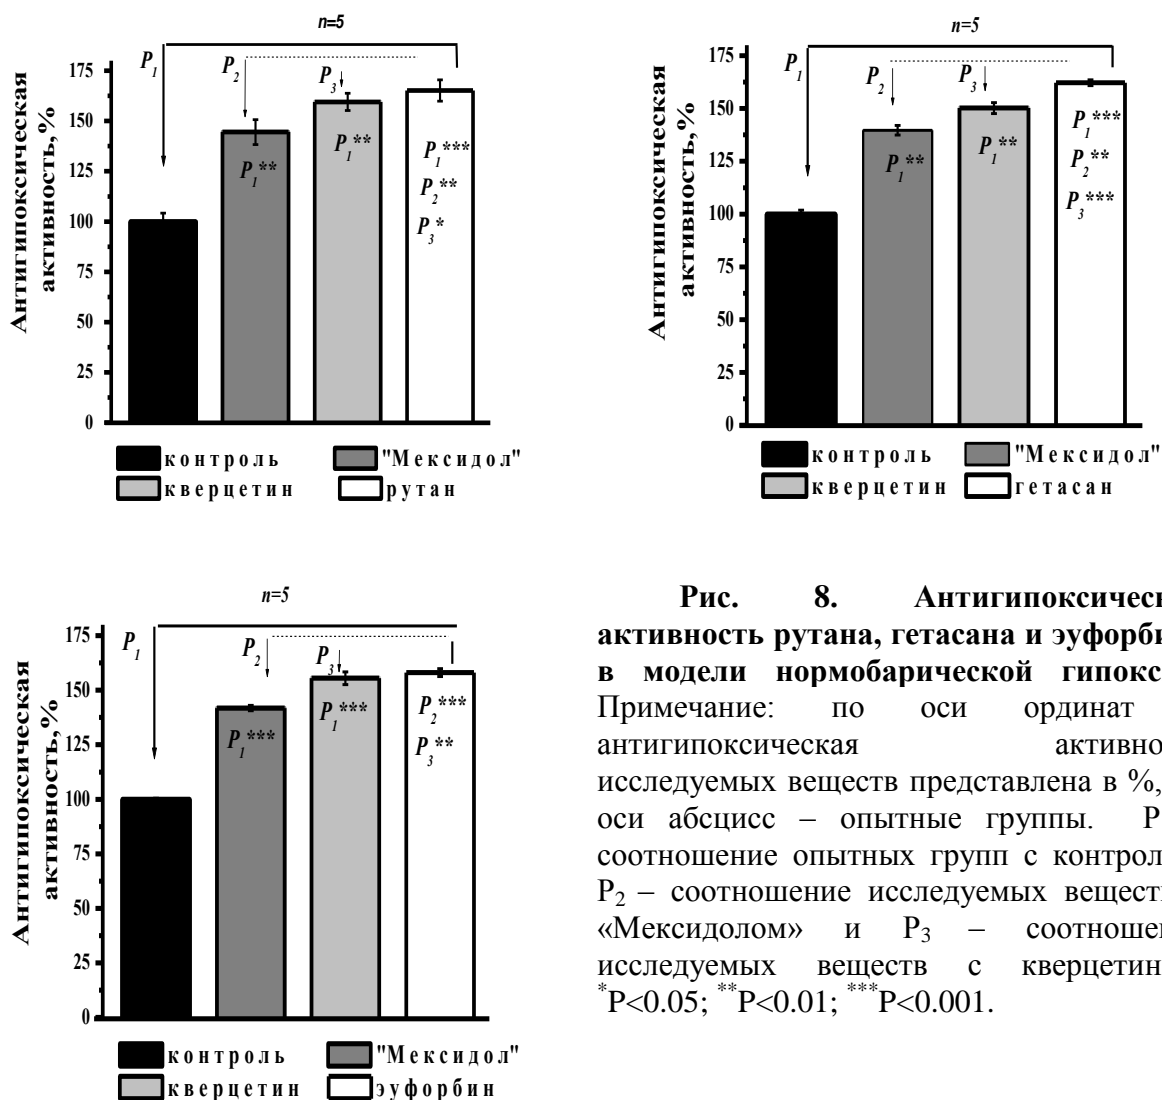 n=5
P1
P2
P3
Антигипоксическая
активность,%
175
150
125
100
75
50
25
0
P1**
P1**
P1***
P2**
P3*
контроль "Мексидол"
кверцетин рутан
n=5
P1
P2
P3
Антигипоксическая
активность,%
175
150
125
100
75
50
25
0
P1**
P1**
P1***
P2**
P3***
контроль "Мексидол"
кверцетин гетасан
n=5
P1
P2
P3
Антигипоксическая
активность,%
175
150
125
100
75
50
25
0
P1***
P1***
P2***
P3**
контроль "Мексидол"
кверцетин эуфорбин
Рис. 8. Антигипоксичес
активность рутана, гетасана и эуфорби
в модели нормобарической гипокс
Примечание: по оси ординат
антигипоксическая активно
исследуемых веществ представлена в %,
оси абсцисс – опытные группы. P
соотношение опытных групп с контрол
P2 – соотношение исследуемых вещест
«Мексидолом» и P3 – соотноше
исследуемых веществ с кверцетин
*P<0.05; **P<0.01; ***P<0.001.